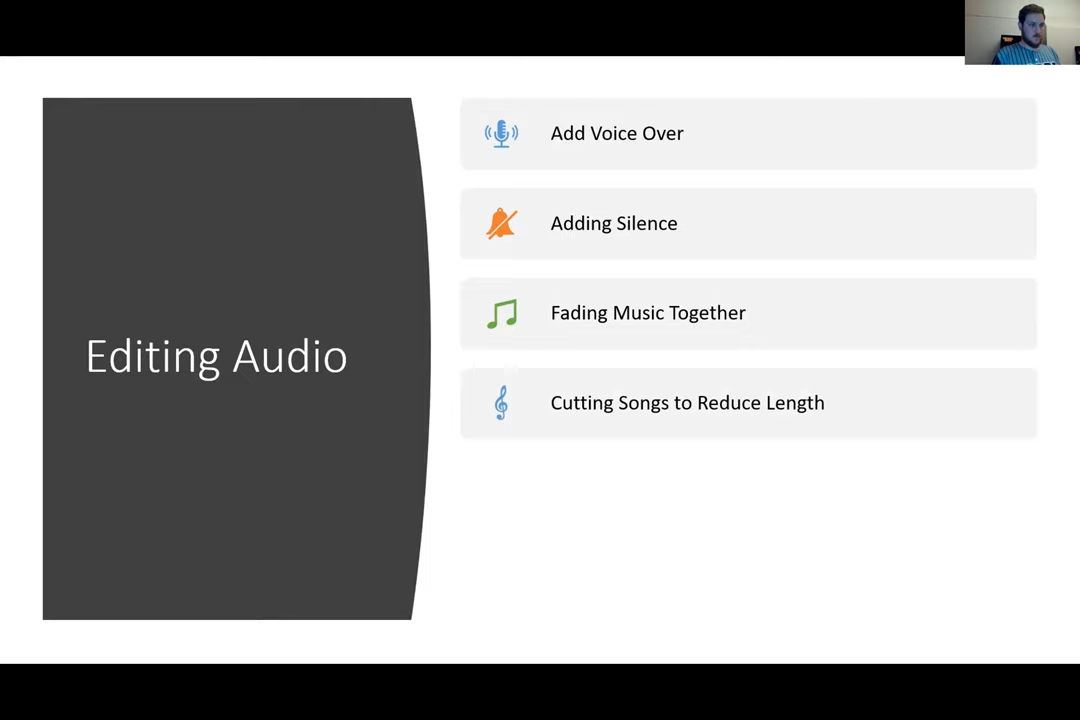 Editing Audio
Add Voice Over
Adding Silence
Fading Music Together
Cutting Songs to Reduce Length